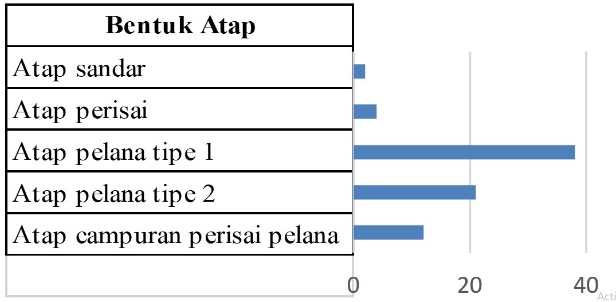 Bentuk Atap
Atap sandar
Atap perisai
Atap pelana tipe 1
Atap pelana tipe 2
Atap campuran perisai pelana
0 20 40
Acti